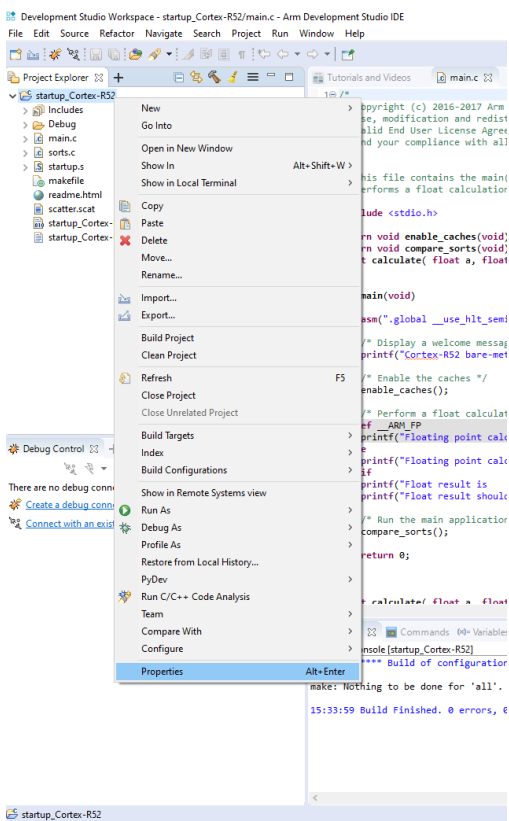 Development Studio Workspace - startup_Cortex-R52/main.c - Arm Development Studio IDE
File Edit Source Refactor Navigate Search Project Run Window Help
Project Explorer
Tutorials and Videos
main.c
startup_Cortex-R52
Includes
Debug
main.c
sorts.c
startup.s
makefile
readme.html
scatter.scat
startup_Cortex-
startup_Cortex-
New
Go Into
Open in New Window
Show In Alt+Shift+W >
Show in Local Terminal
Copy
Paste
Delete
Move...
Rename...
Import...
Export...
Build Project
Clean Project
Refresh F5
Close Project
Close Unrelated Project
Build Targets
Index
Build Configurations
Show in Remote Systems view
Run As
Debug As
Profile As
Restore from Local History...
PyDev
Run C/C++ Code Analysis
Team
Compare With
Configure
Properties Alt+Enter
1 /*
pyright (c) 2016-2017 Arm
se, modification and redist
alid End User License Agree
nd your compliance with all
his file contains the main(
erforms a float calculation
lude <stdio.h>
rn void enable_caches(void)
rn void compare_sorts(void)
t calculate( float a, float
main(void)
asm(".global __use_hlt_semi
/* Display a welcome messag
printf("Cortex-R52 bare-met
/* Enable the caches */
enable_caches();
/* Perform a float calculat
ef __ARM_FP
printf("Floating point calc
e
printf("Floating point calc
if
printf("Float result is
printf("Float result shoul
/* Run the main application
compare_sorts();
return 0;
t calculate( float a, float
Debug Control
There are no debug conn
Create a debug conn
Connect with an exist
Commands
Variables
onsole [startup_Cortex-R52]
**** Build of configuration
make: Nothing to be done for 'all'.
15:33:59 Build Finished. 0 errors, 0
startup_Cortex-R52